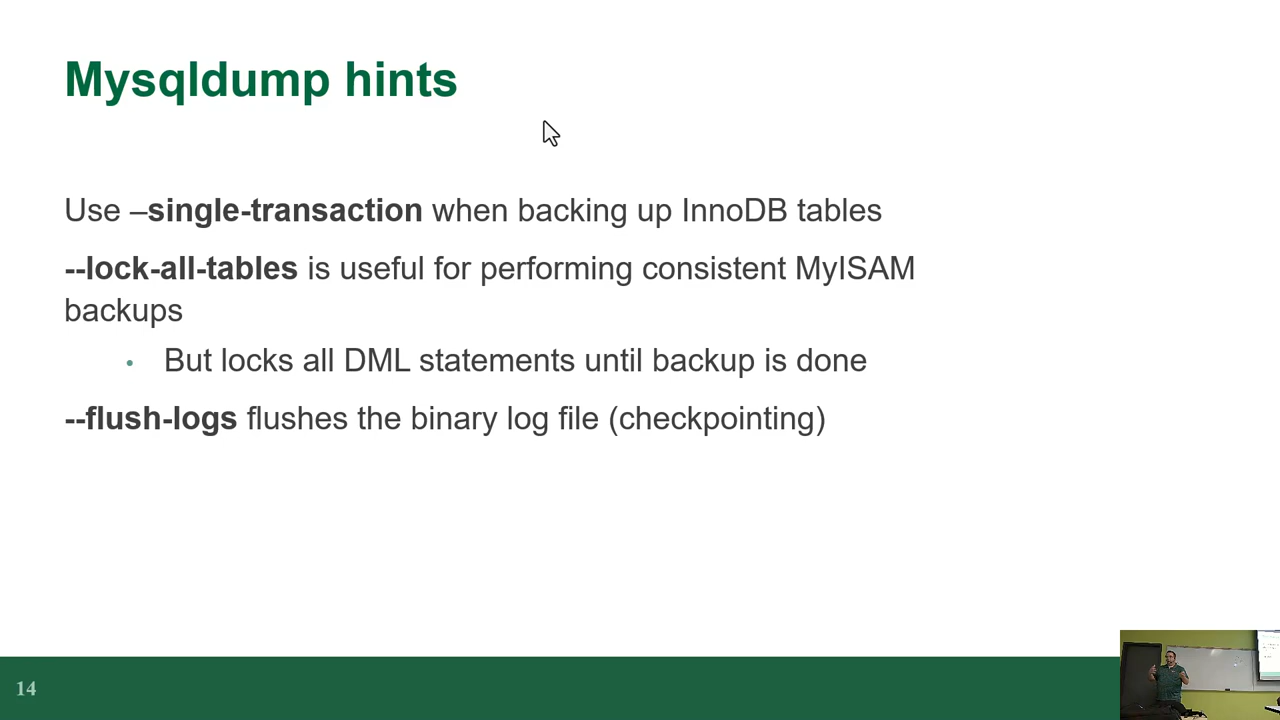 Mysqldump hints
Use –single-transaction when backing up InnoDB tables
--lock-all-tables is useful for performing consistent MyISAM
backups
• But locks all DML statements until backup is done
--flush-logs flushes the binary log file (checkpointing)
14